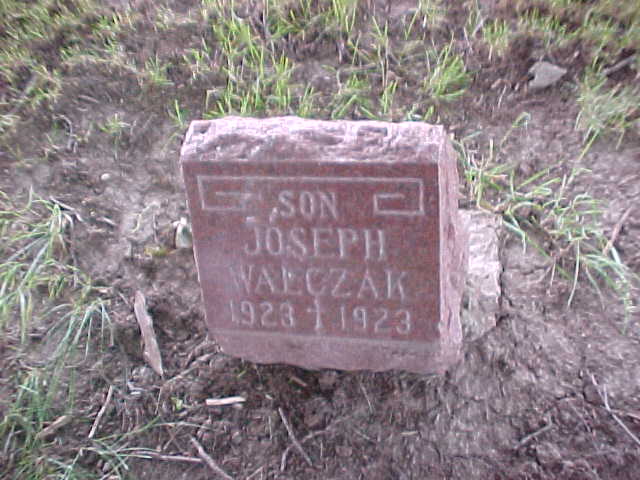 SON
JOSEPH
WALCZAK
1923 † 1923